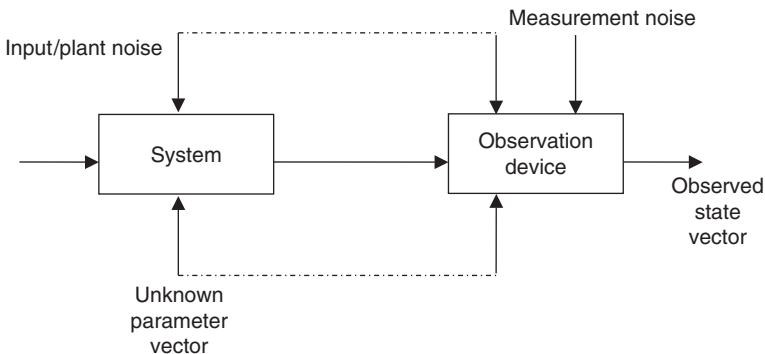 Measurement noise
Input/plant noise
System
Observation
device
Observed
state
vector
Unknown
parameter
vector